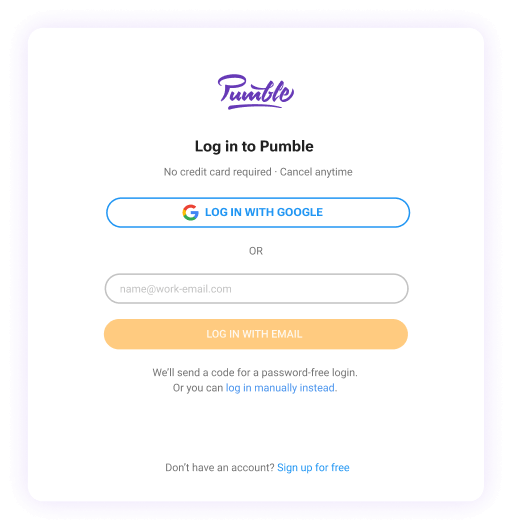 Pumble
Log in to Pumble
No credit card required · Cancel anytime
LOG IN WITH GOOGLE
OR
name@work-email.com
LOG IN WITH EMAIL
We'll send a code for a password-free login.
Or you can log in manually instead.
Don't have an account? Sign up for free